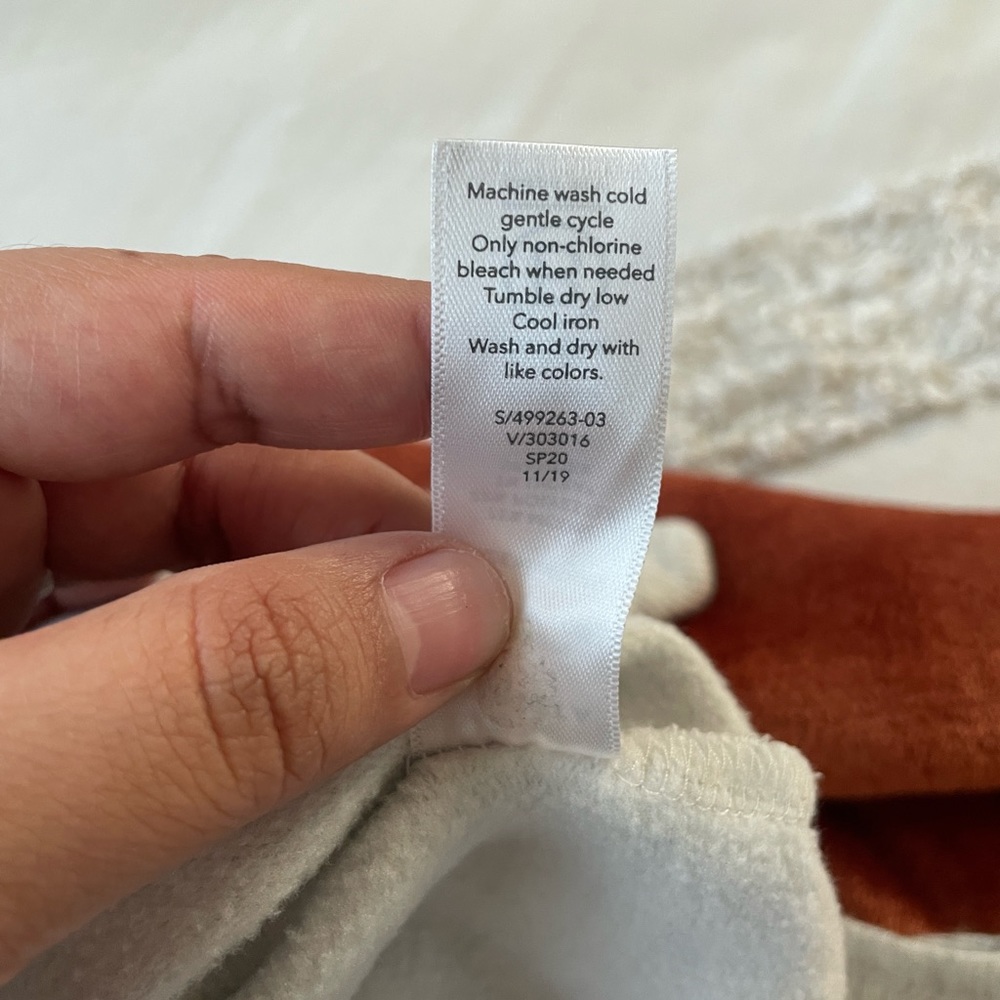 Machine wash cold
gentle cycle
Only non-chlorine
bleach when needed
Tumble dry low
Cool iron
Wash and dry with
like colors.
S/499263-03
V/303016
SP20
11/19